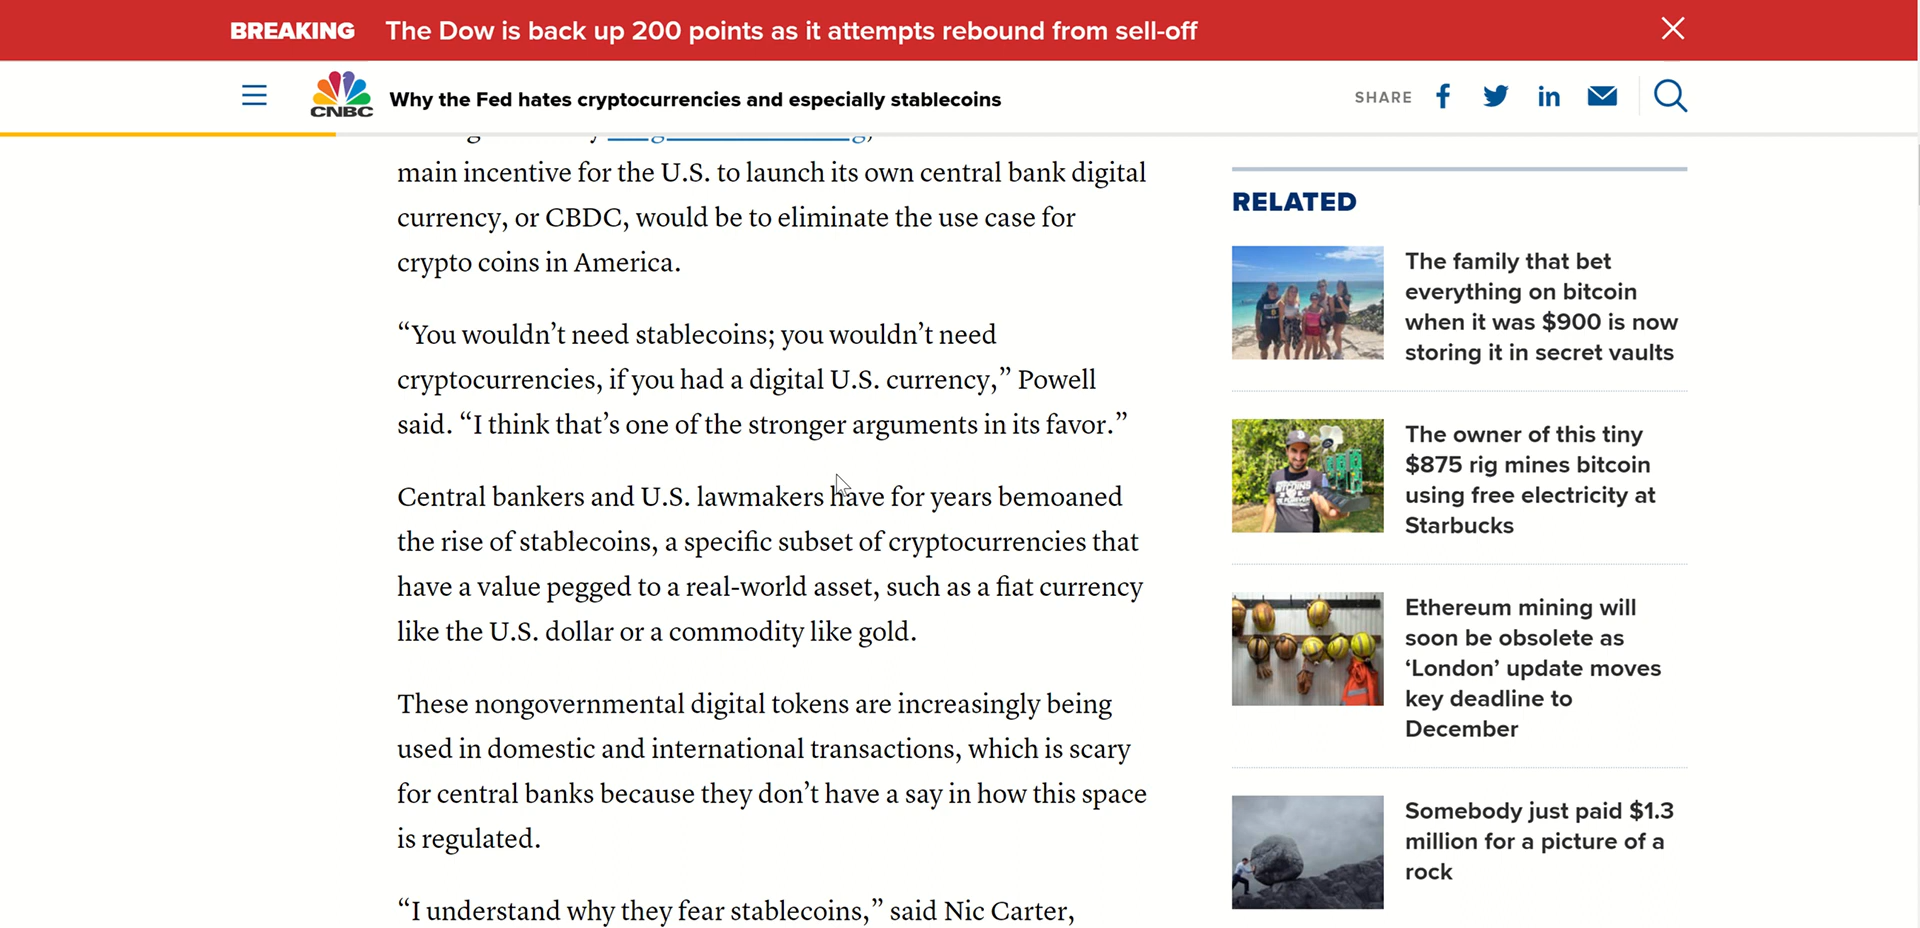 BREAKING The Dow is back up 200 points as it attempts rebound from sell-off
CNBC
Why the Fed hates cryptocurrencies and especially stablecoins
SHARE
main incentive for the U.S. to launch its own central bank digital
currency, or CBDC, would be to eliminate the use case for
crypto coins in America.
“You wouldn’t need stablecoins; you wouldn’t need
cryptocurrencies, if you had a digital U.S. currency,” Powell
said. “I think that’s one of the stronger arguments in its favor.”
Central bankers and U.S. lawmakers have for years bemoaned
the rise of stablecoins, a specific subset of cryptocurrencies that
have a value pegged to a real-world asset, such as a fiat currency
like the U.S. dollar or a commodity like gold.
These nongovernmental digital tokens are increasingly being
used in domestic and international transactions, which is scary
for central banks because they don’t have a say in how this space
is regulated.
“I understand why they fear stablecoins,” said Nic Carter,
RELATED
The family that bet
everything on bitcoin
when it was $900 is now
storing it in secret vaults
The owner of this tiny
$875 rig mines bitcoin
using free electricity at
Starbucks
Ethereum mining will
soon be obsolete as
‘London’ update moves
key deadline to
December
Somebody just paid $1.3
million for a picture of a
rock